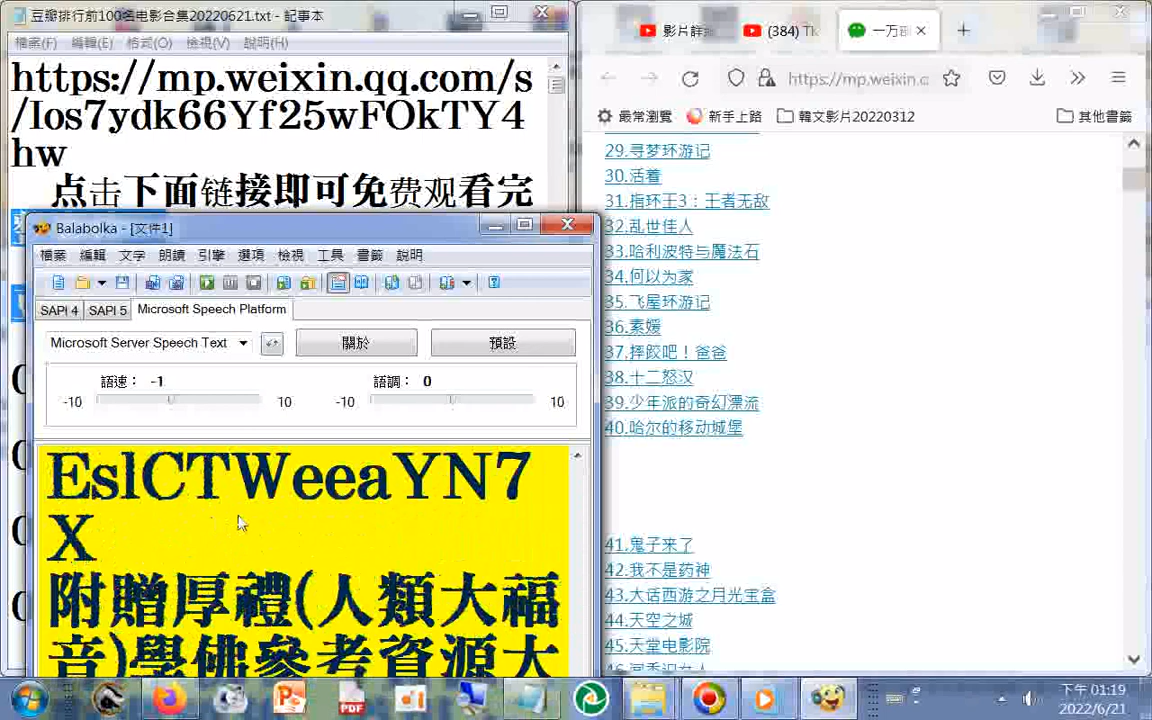 豆瓣排行前100名电影合集20220621.txt - 記事本
檔案(F) 編輯(E) 格式(O) 檢視(V) 說明(H)
https://mp.weixin.qq.com/s
/Ios7ydk66Yf25wFOkTY4
hw
点击下面链接即可免费观看完
Balabolka - [文件1]
檔案 編輯 文字 朗讀 引擎 選項 檢視 工具 書籤 說明
SAPI 4 SAPI 5 Microsoft Speech Platform
Microsoft Server Speech Text
關於 預設
語速： -1 語調： 0
-10 10 -10 10
EslCTWeeaYN7
X
附贈厚禮(人類大福
音)學佛參考資源大
影片詳
(384) Tk
一万部
https://mp.weixin.q
最常瀏覽 新手上路 韓文影片20220312 其他書籤
29.寻梦环游记
30.活着
31.指环王3：王者无敌
32.乱世佳人
33.哈利波特与魔法石
34.何以为家
35.飞屋环游记
36.素媛
37.摔跤吧！爸爸
38.十二怒汉
39.少年派的奇幻漂流
40.哈尔的移动城堡
41.鬼子来了
42.我不是药神
43.大话西游之月光宝盒
44.天空之城
45.天堂电影院
PDF
下午 01:19
2022/6/21